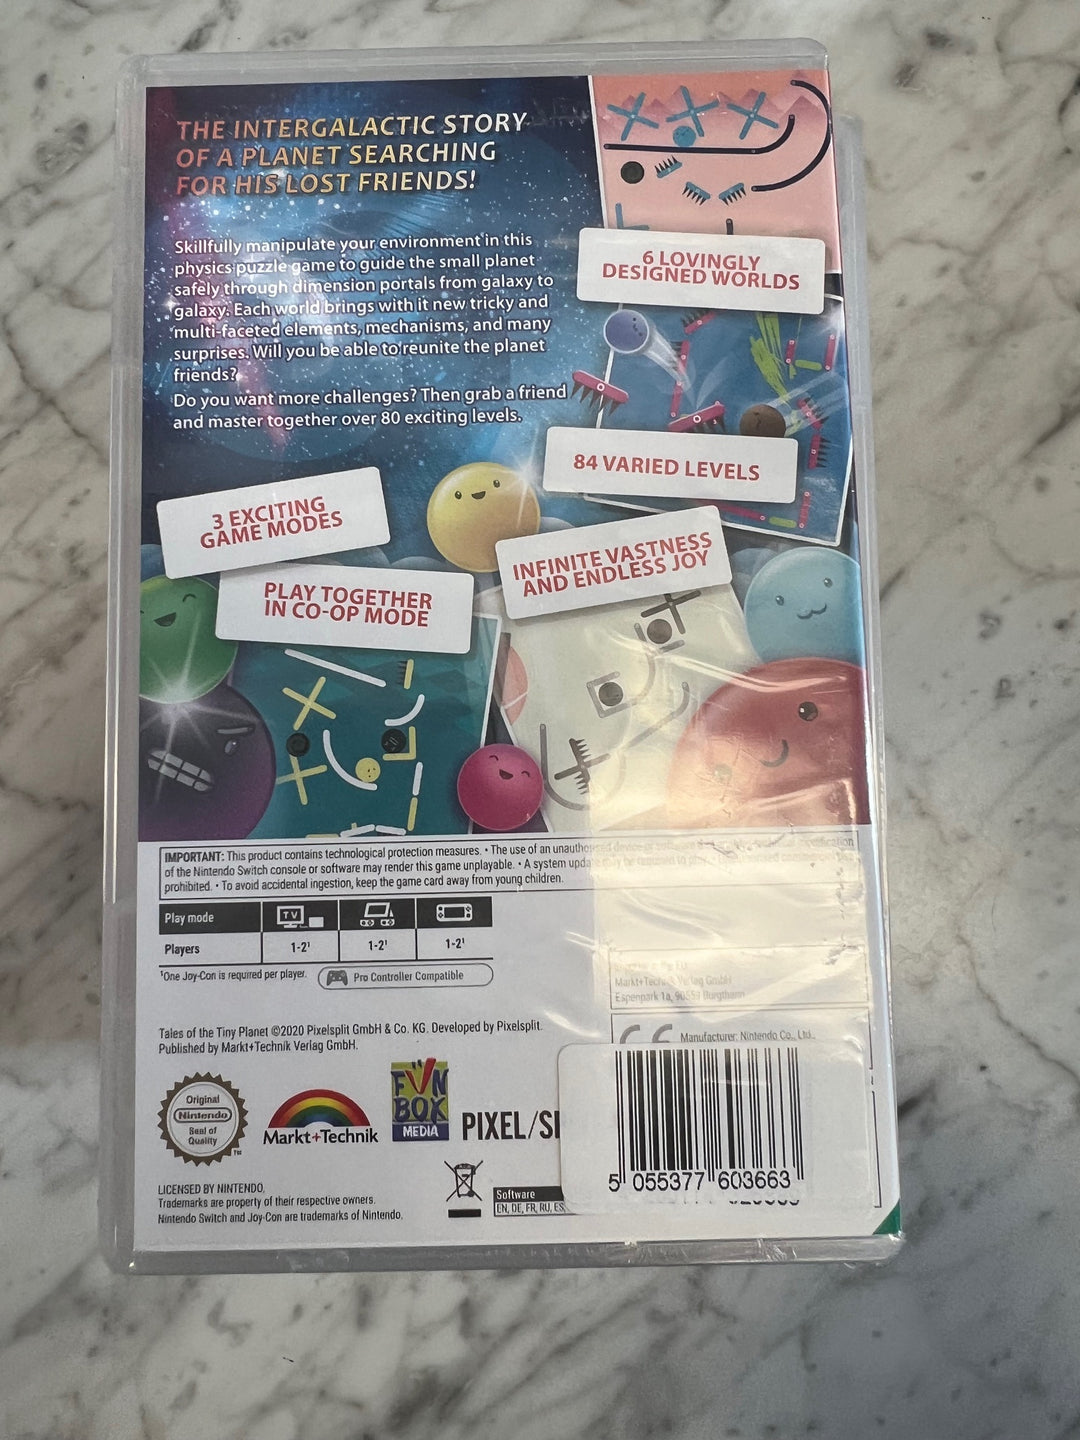 THE INTERGALACTIC STORY
OF A PLANET SEARCHING
FOR HIS LOST FRIENDS!
Skillfully manipulate your environment in this
physics puzzle game to guide the small planet
safely through dimension portals from galaxy to
galaxy. Each world brings with it new tricky and
multi-faceted elements, mechanisms, and many
surprises. Will you be able to reunite the planet
friends?
Do you want more challenges? Then grab a friend
and master together over 80 exciting levels.
6 LOVINGLY
DESIGNED WORLDS
84 VARIED LEVELS
3 EXCITING
GAME MODES
INFINITE VASTNESS
AND ENDLESS JOY
PLAY TOGETHER
IN CO-OP MODE
IMPORTANT: This product contains technological protection measures. • The use of an unauthorised device or software
of the Nintendo Switch console or software may render this game unplayable. • A system update may be required to play.
prohibited. • To avoid accidental ingestion, keep the game card away from young children.
Play mode TV
Players 1-2¹ 1-2¹ 1-2¹
¹One Joy-Con is required per player. Pro Controller Compatible
Markt+Technik Verlag GmbH
Espenpark 1a, 90559 Burgthann
CE Manufacturer: Nintendo Co., Ltd.,
Tales of the Tiny Planet ©2020 Pixelsplit GmbH & Co. KG. Developed by Pixelsplit.
Published by Markt+Technik Verlag GmbH.
Original
Nintendo
Seal of
Quality
TM
Markt+Technik
FUN
BOX
MEDIA
PIXEL/S
5 055377 603663
LICENSED BY NINTENDO.
Trademarks are property of their respective owners.
Nintendo Switch and Joy-Con are trademarks of Nintendo.
Software
EN, DE, FR, RU, ES,